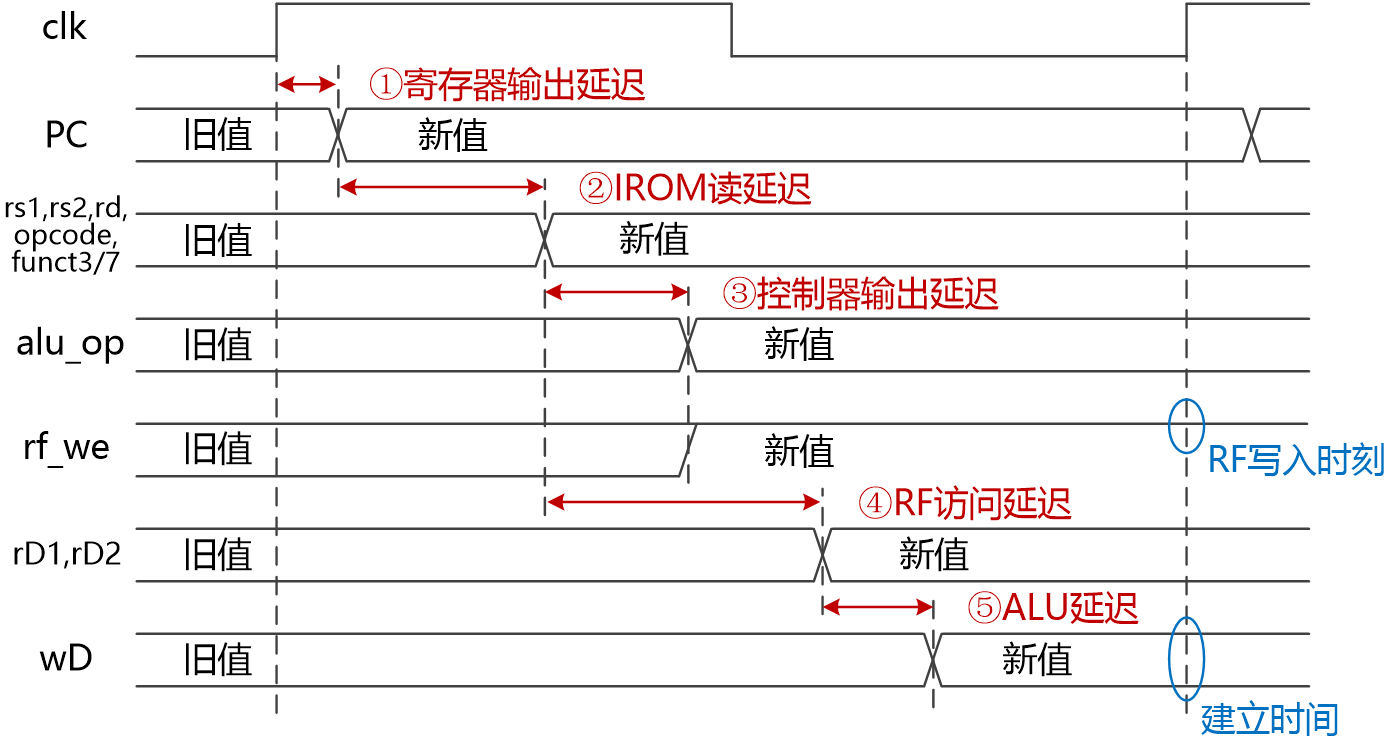 clk
①寄存器输出延迟
PC
旧值
新值
②IROM读延迟
rs1,rs2,rd,
opcode,
funct3/7
旧值
新值
③控制器输出延迟
alu_op
旧值
新值
rf_we
旧值
新值
RF写入时刻
④RF访问延迟
rD1,rD2
旧值
新值
⑤ALU延迟
wD
旧值
新值
建立时间